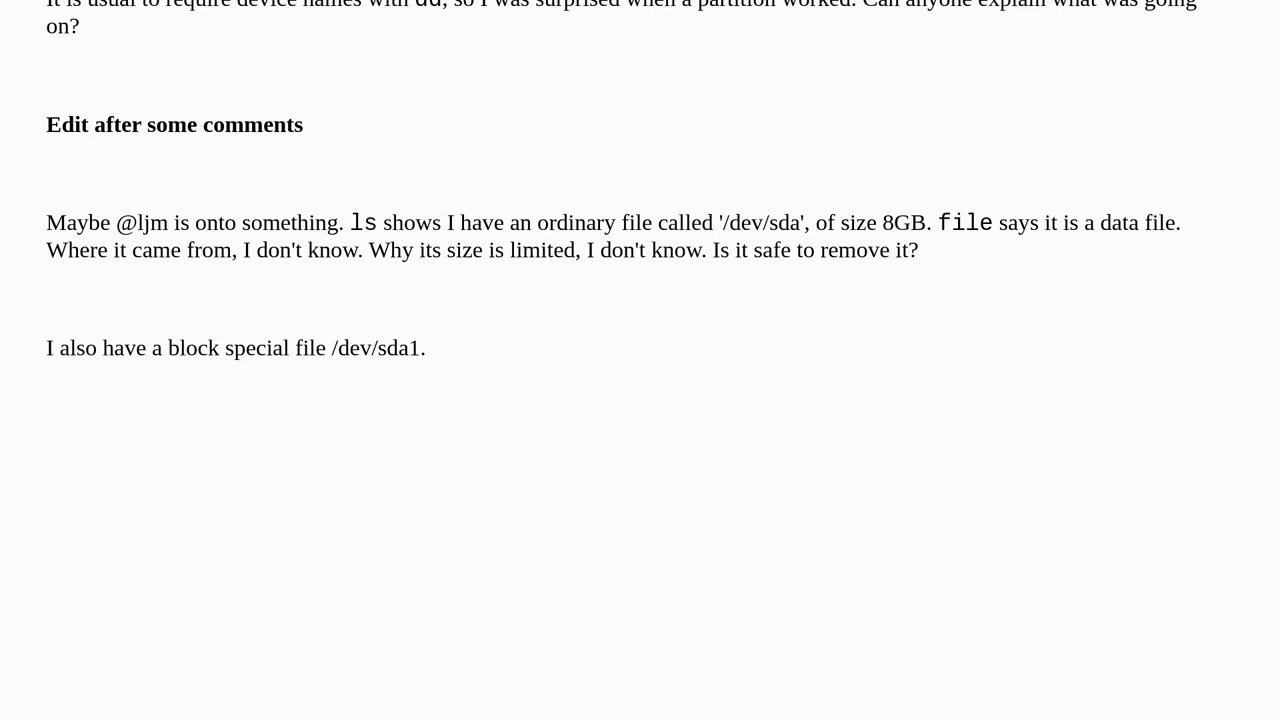 It is usual to require device names with dd, so I was surprised when a partition worked. Can anyone explain what was going
on?
Edit after some comments
Maybe @ljm is onto something. ls shows I have an ordinary file called '/dev/sda', of size 8GB. file says it is a data file.
Where it came from, I don't know. Why its size is limited, I don't know. Is it safe to remove it?
I also have a block special file /dev/sda1.